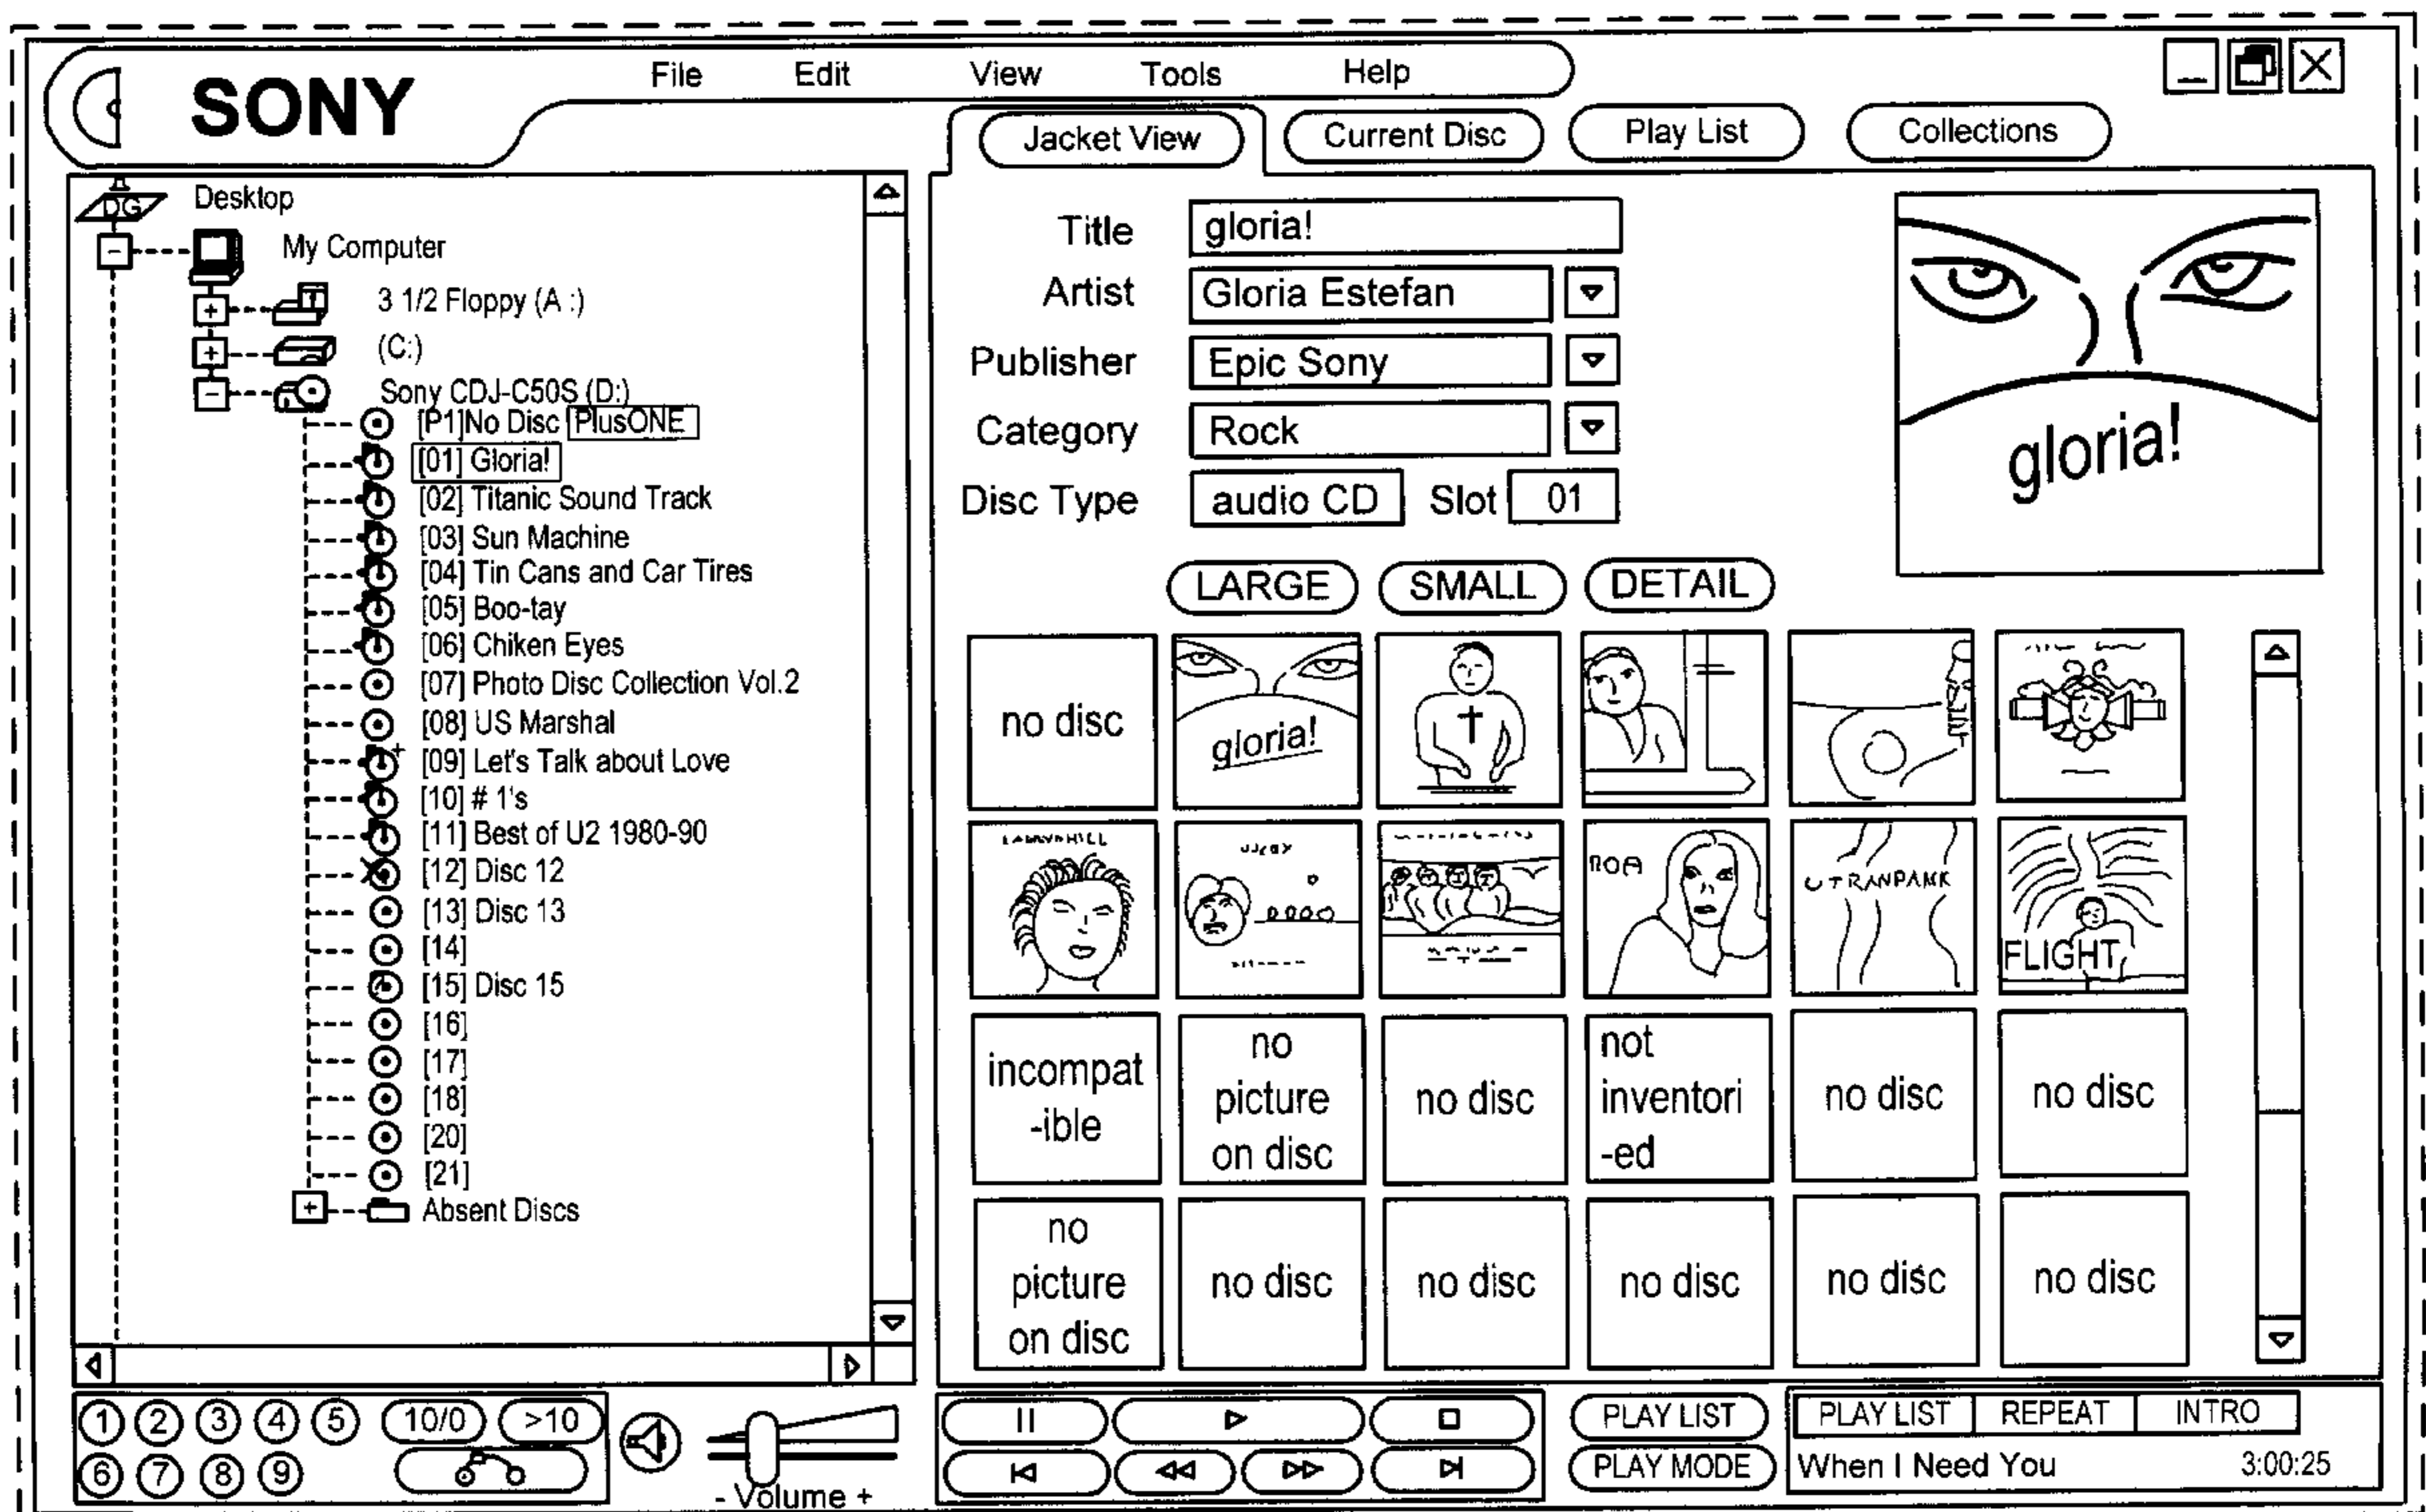 SONY
File Edit View Tools Help
Jacket View Current Disc Play List Collections
DG Desktop
My Computer
3 1/2 Floppy (A :)
(C:)
Sony CDJ-C50S (D:)
[P1]No Disc PlusONE
[01] Gloria!
[02] Titanic Sound Track
[03] Sun Machine
[04] Tin Cans and Car Tires
[05] Boo-tay
[06] Chiken Eyes
[07] Photo Disc Collection Vol.2
[08] US Marshal
[09] Let's Talk about Love
[10] # 1's
[11] Best of U2 1980-90
[12] Disc 12
[13] Disc 13
[14]
[15] Disc 15
[16]
[17]
[18]
[20]
[21]
Absent Discs
Title gloria!
Artist Gloria Estefan
Publisher Epic Sony
Category Rock
Disc Type audio CD Slot 01
gloria!
LARGE SMALL DETAIL
no disc
gloria!
FLIGHT
incompat
-ible
no
picture
on disc
no disc
not
inventori
-ed
no disc
no disc
no
picture
on disc
no disc
no disc
no disc
no disc
no disc
1 2 3 4 5 10/0 >10
6 7 8 9
- Volume +
PLAY LIST
PLAY MODE
PLAY LIST REPEAT INTRO
When I Need You 3:00:25